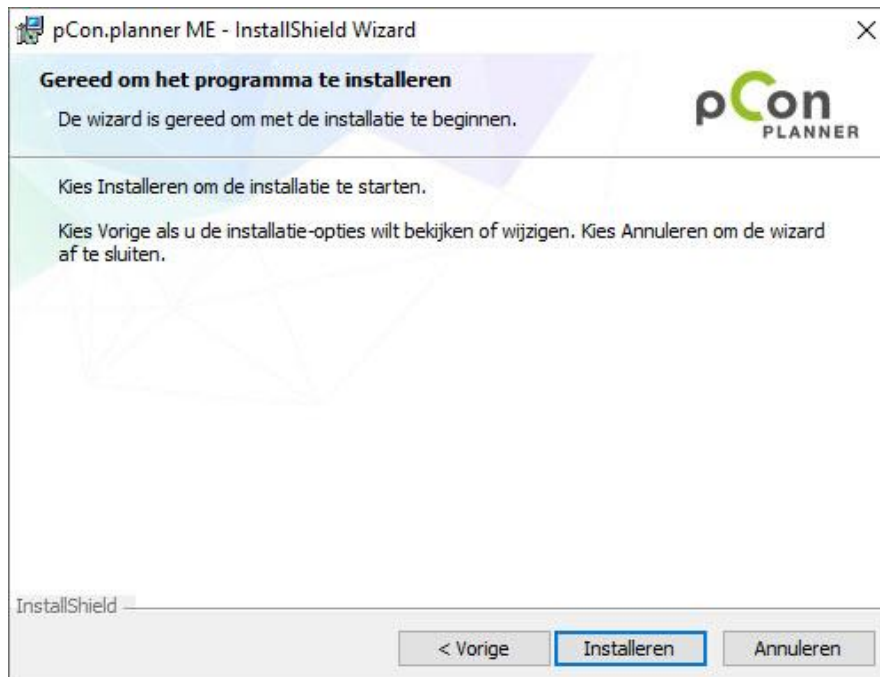 pCon.planner ME - InstallShield Wizard
Gereed om het programma te installeren
De wizard is gereed om met de installatie te beginnen.
pCon
PLANNER
Kies Installeren om de installatie te starten.
Kies Vorige als u de installatie-opties wilt bekijken of wijzigen. Kies Annuleren om de wizard
af te sluiten.
InstallShield
< Vorige
Installeren
Annuleren